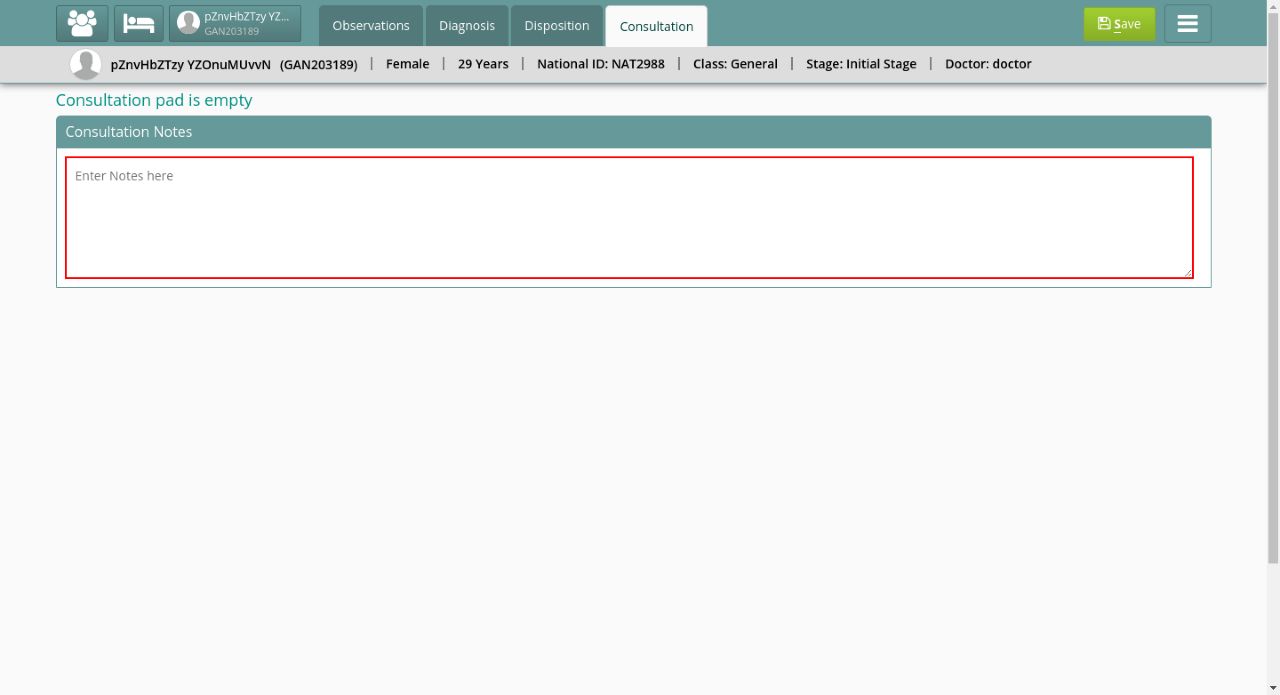 pZnvHbZTzy YZ...
GAN203189
Observations
Diagnosis
Disposition
Consultation
Save
pZnvHbZTzy YZOnuMUvvN (GAN203189) | Female | 29 Years | National ID: NAT2988 | Class: General | Stage: Initial Stage | Doctor: doctor
Consultation pad is empty
Consultation Notes
Enter Notes here